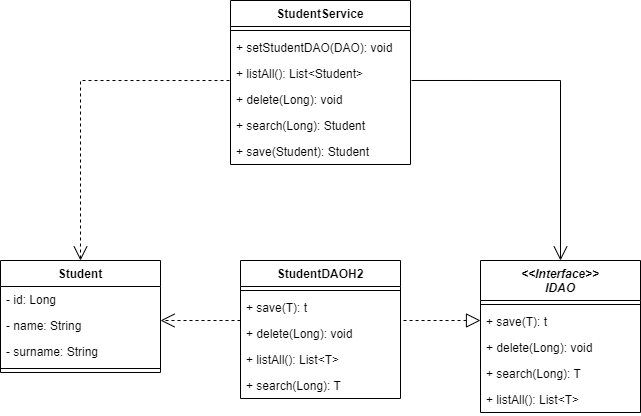 StudentService
+ setStudentDAO(DAO): void
+ listAll(): List<Student>
+ delete(Long): void
+ search(Long): Student
+ save(Student): Student
Student
- id: Long
- name: String
- surname: String
StudentDAOH2
+ save(T): t
+ delete(Long): void
+ listAll(): List<T>
+ search(Long): T
<<Interface>>
IDAO
+ save(T): t
+ delete(Long): void
+ search(Long): T
+ listAll(): List<T>